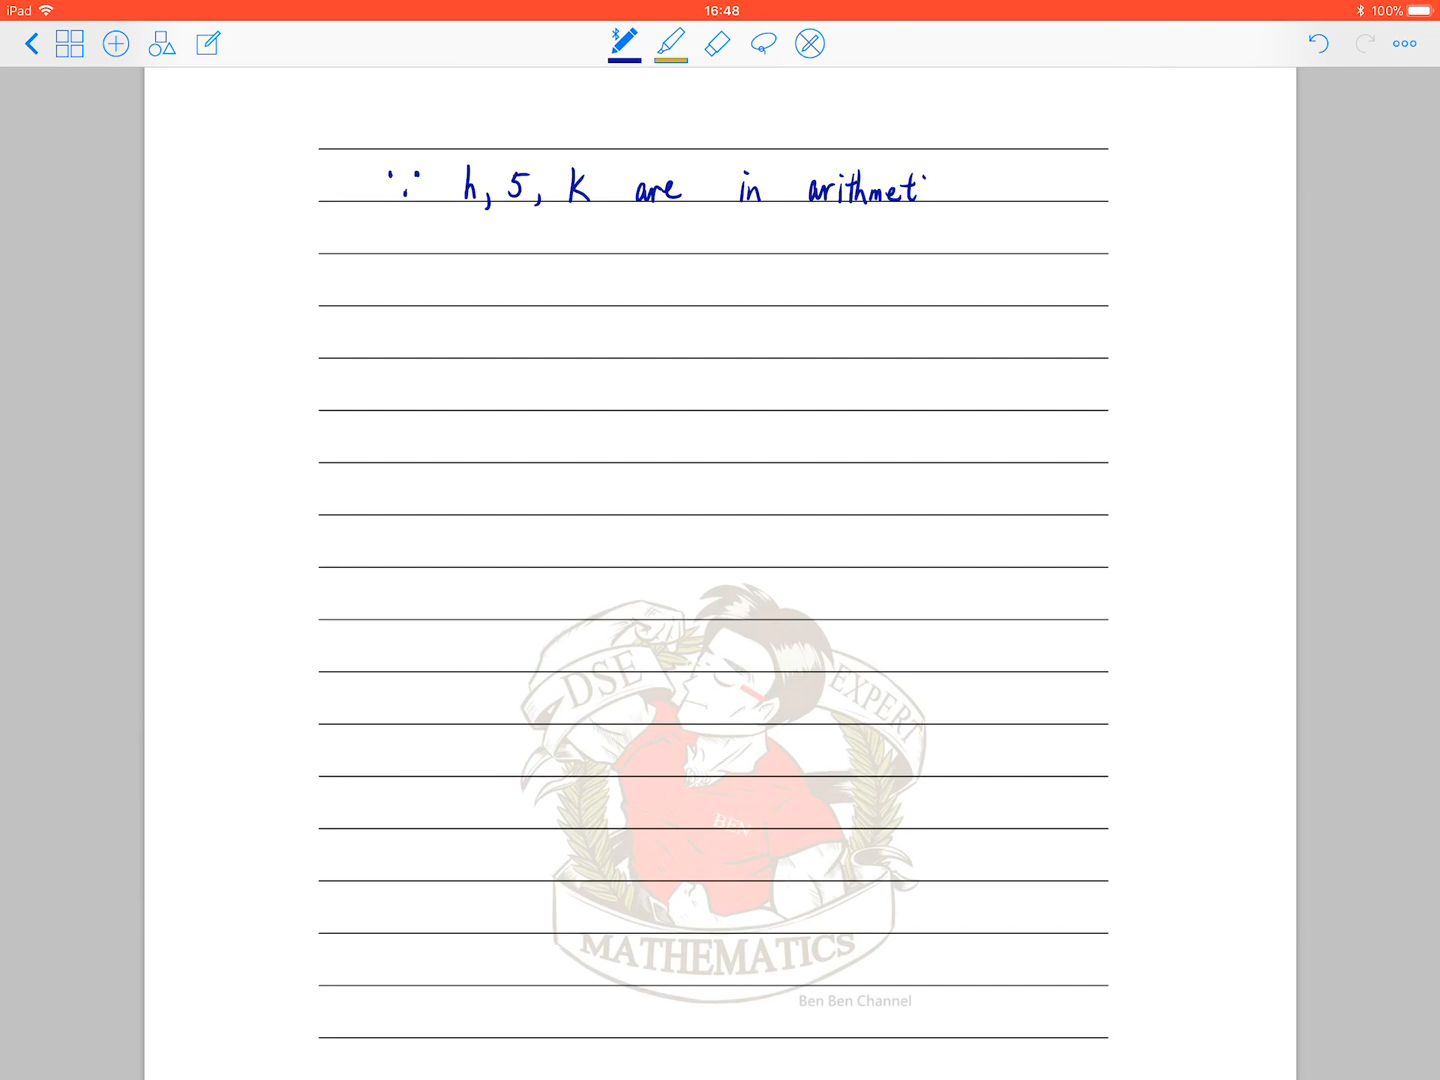 iPad 16:48 100%
∵ h, 5, k are in arithmet
DSE EXPERT
BEN
MATHEMATICS
Ben Ben Channel